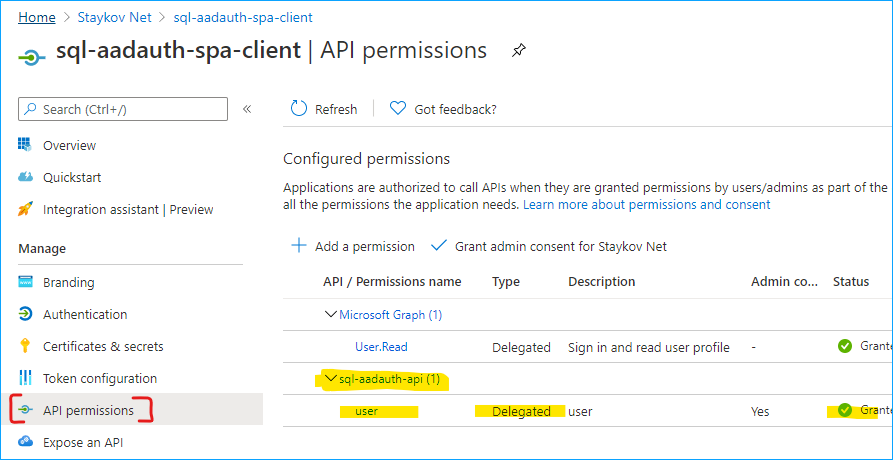 Home > Staykov Net > sql-aadauth-spa-client
sql-aadauth-spa-client | API permissions
Search (Ctrl+/) «
Refresh Got feedback?
Overview
Quickstart
Integration assistant | Preview
Manage
Branding
Authentication
Certificates & secrets
Token configuration
API permissions
Expose an API
Configured permissions
Applications are authorized to call APIs when they are granted permissions by users/admins as part of the
all the permissions the application needs. Learn more about permissions and consent
+ Add a permission Grant admin consent for Staykov Net
API / Permissions name Type Description Admin co... Status
Microsoft Graph (1)
User.Read Delegated Sign in and read user profile - Grante
sql-aadauth-api (1)
user Delegated user Yes Grante